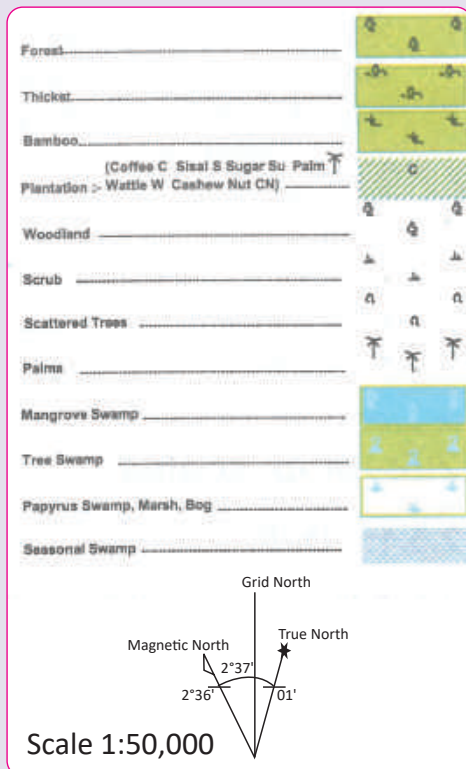 Forest
Thicket
Bamboo
(Coffee C Sisal S Sugar Su Palm
Plantation :- Wattle W Cashew Nut CN)
C
Woodland
Scrub
Scattered Trees
Palms
Mangrove Swamp
Tree Swamp
Papyrus Swamp, Marsh, Bog
Seasonal Swamp
Grid North
Magnetic North
True North
2°37'
2°36'
01'
Scale 1:50,000